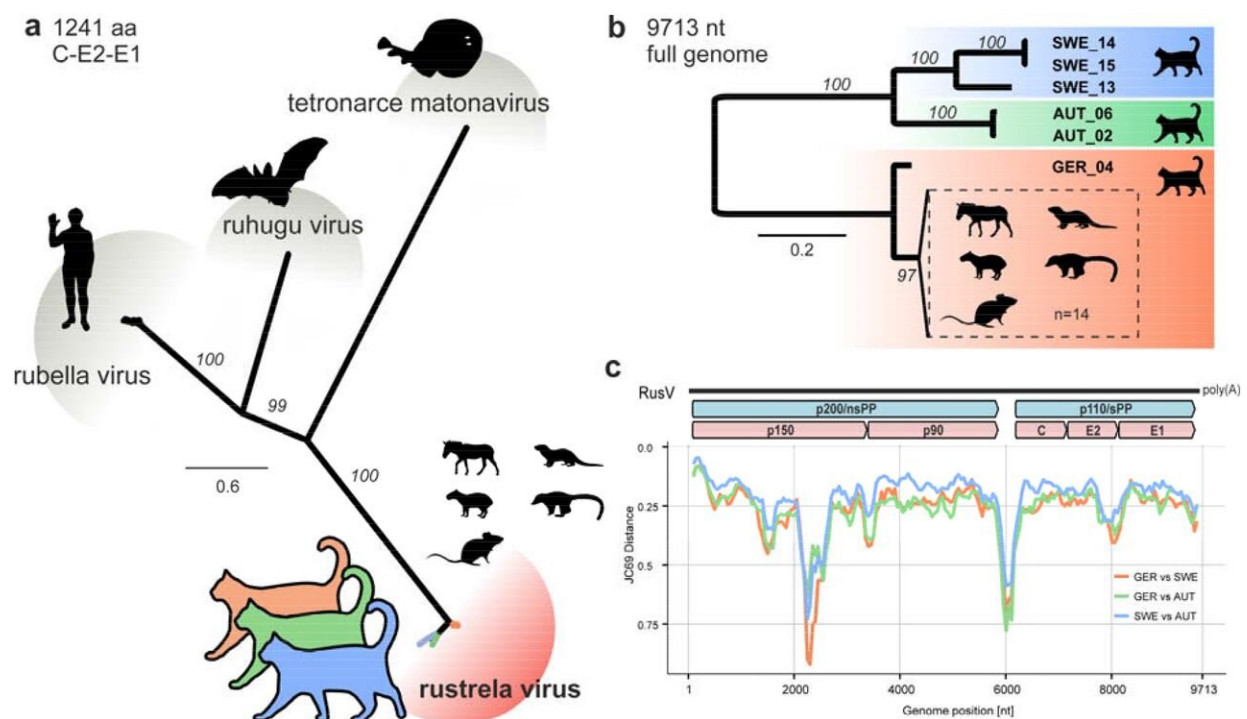 a 1241 aa
C-E2-E1
tetronarce matonavirus
ruhugu virus
rubella virus
100
99
100
0.6
rustrela virus
b 9713 nt
full genome
100
SWE_14
100
SWE_15
100
SWE_13
100
AUT_06
AUT_02
GER_04
0.2
97
n=14
c
RusV
poly(A)
p200/nsPP
p110/sPP
p150
p90
C
E2
E1
0.0
0.25
0.5
0.75
JC69 Distance
GER vs SWE
GER vs AUT
SWE vs AUT
1
2000
4000
6000
8000
9713
Genome position [nt]